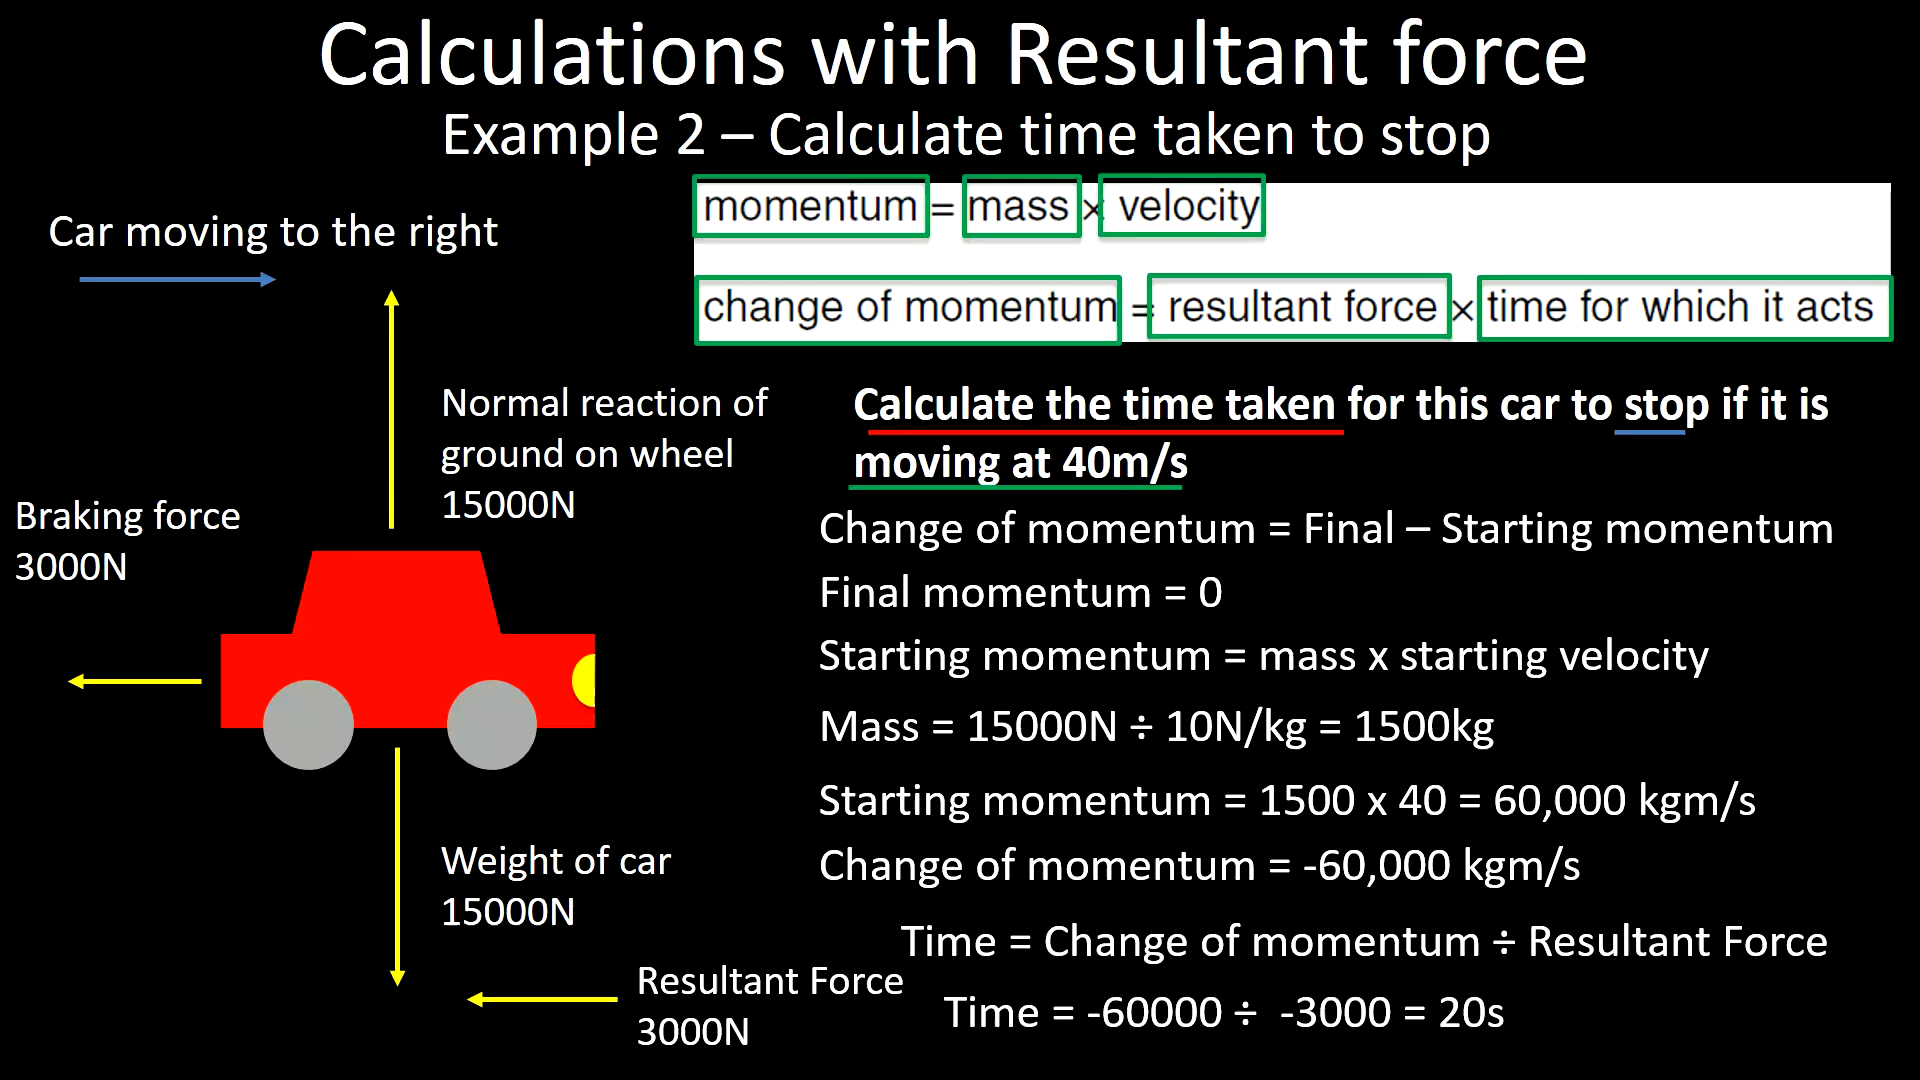 Calculations with Resultant force
Example 2 – Calculate time taken to stop
momentum = mass × velocity
change of momentum = resultant force × time for which it acts
Car moving to the right
Normal reaction of
ground on wheel
15000N
Braking force
3000N
Weight of car
15000N
Resultant Force
3000N
Calculate the time taken for this car to stop if it is
moving at 40m/s
Change of momentum = Final – Starting momentum
Final momentum = 0
Starting momentum = mass x starting velocity
Mass = 15000N ÷ 10N/kg = 1500kg
Starting momentum = 1500 x 40 = 60,000 kgm/s
Change of momentum = -60,000 kgm/s
Time = Change of momentum ÷ Resultant Force
Time = -60000 ÷ -3000 = 20s